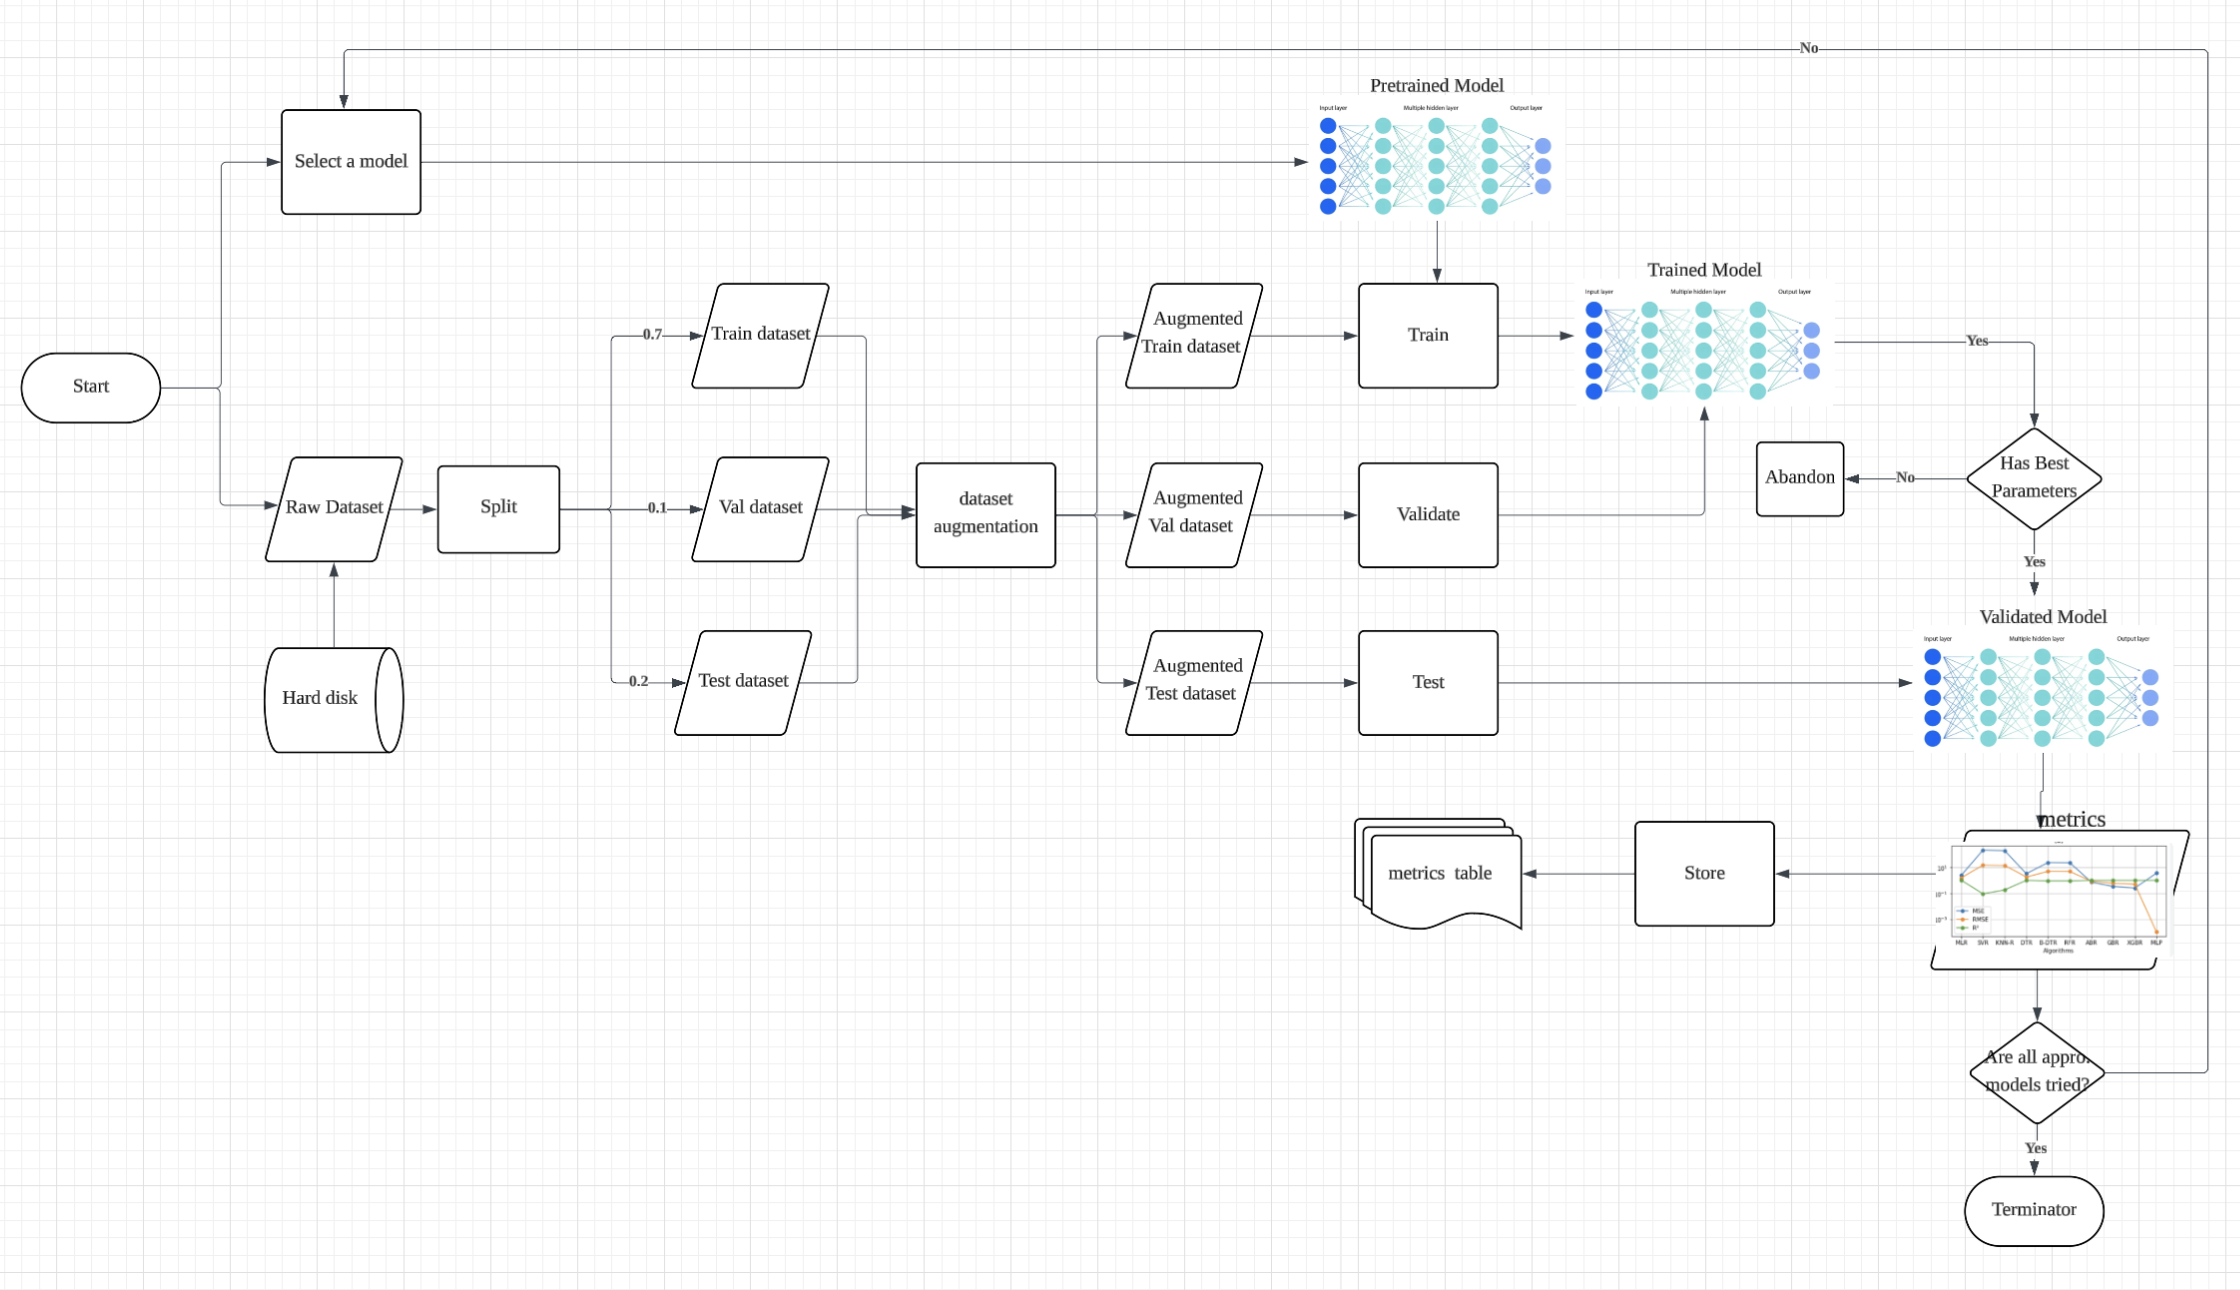 No
Pretrained Model
Input layer
Multiple hidden layer
Output layer
Select a model
Trained Model
Input layer
Multiple hidden layer
Output layer
Start
0.7
Train dataset
Augmented
Train dataset
Train
Yes
Has Best
Parameters
No
Abandon
Raw Dataset
Split
0.1
Val dataset
dataset
augmentation
Augmented
Val dataset
Validate
Yes
Validated Model
Input layer
Multiple hidden layer
Output layer
Hard disk
0.2
Test dataset
Augmented
Test dataset
Test
metrics
metrics table
Store
MSE
RMSE
R²
MLR SVR KNN-R DTR B-DTR RFR ABR GBR XGBR MLP
Algorithms
Are all appro.
models tried?
Yes
Terminator